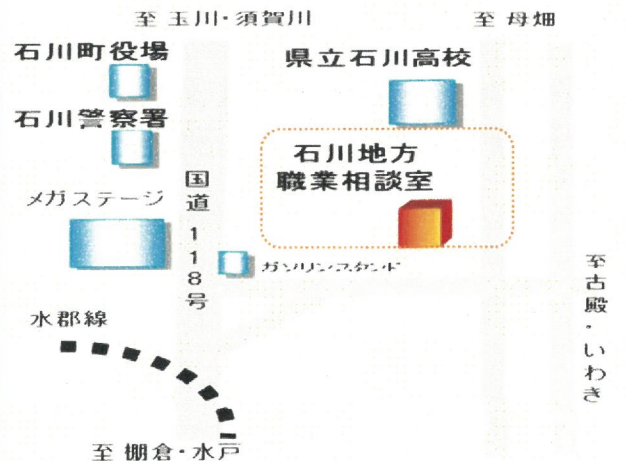 至 玉川・須賀川
至 母畑
石川町役場
県立石川高校
石川警察署
石川地方
職業相談室
メガステージ
国道118号
ガソリンスタンド
至古殿・いわき
水郡線
至 棚倉・水戸